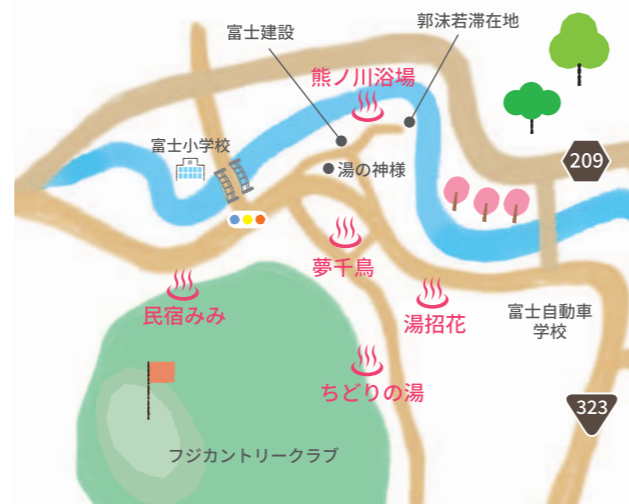 富士建設
郭沫若滞在地
熊ノ川浴場
富士小学校
湯の神様
209
夢千鳥
民宿みみ
湯招花
富士自動車
学校
ちどりの湯
323
フジカントリークラブ